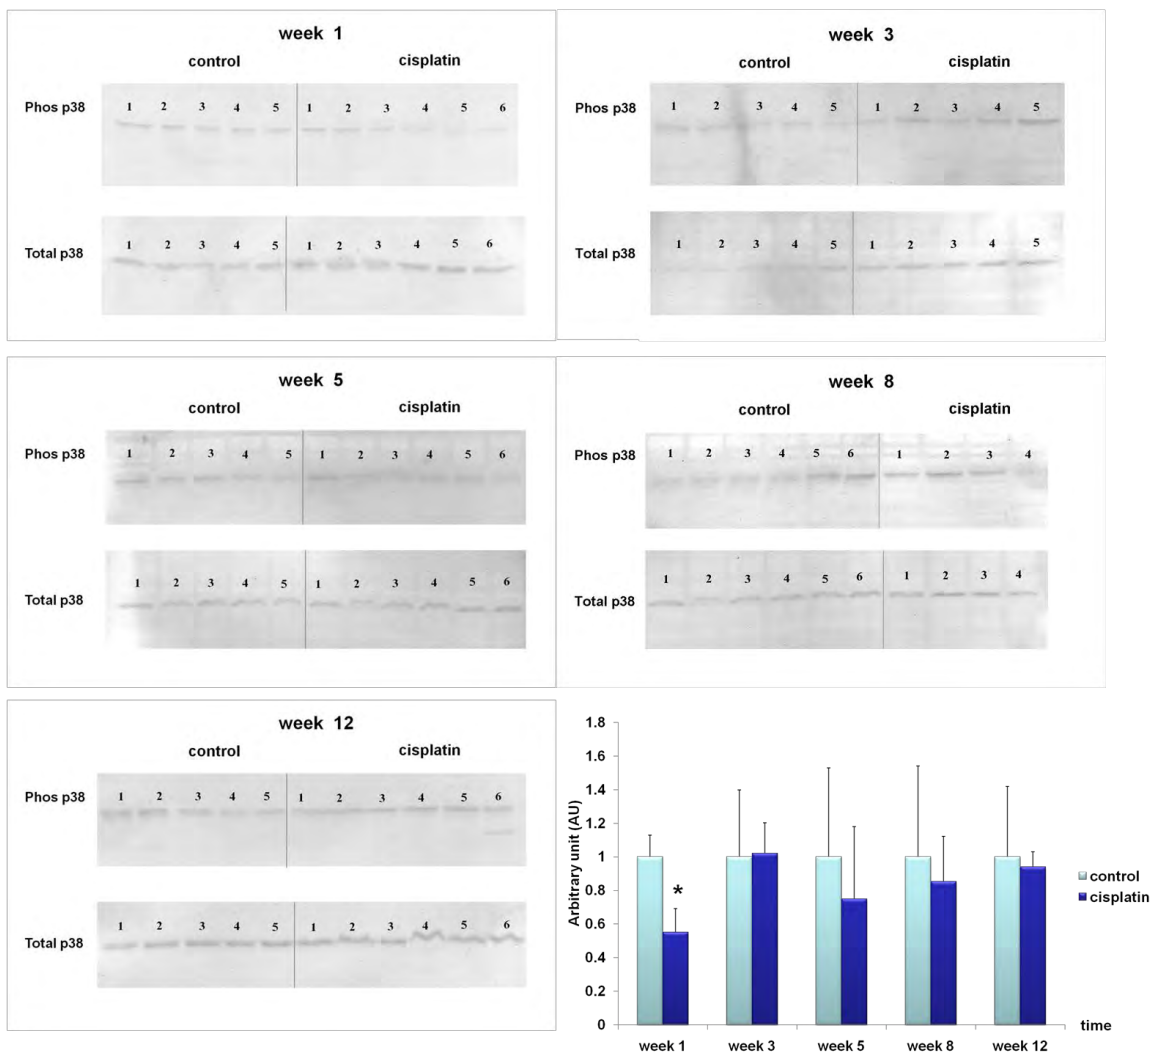 week 1
control cisplatin
Phos p38 1 2 3 4 5 1 2 3 4 5 6
Total p38 1 2 3 4 5 1 2 3 4 5 6
week 3
control cisplatin
Phos p38 1 2 3 4 5 1 2 3 4 5
Total p38 1 2 3 4 5 1 2 3 4 5
week 5
control cisplatin
Phos p38 1 2 3 4 5 1 2 3 4 5 6
Total p38 1 2 3 4 5 1 2 3 4 5 6
week 8
control cisplatin
Phos p38 1 2 3 4 5 6 1 2 3 4
Total p38 1 2 3 4 5 6 1 2 3 4
week 12
control cisplatin
Phos p38 1 2 3 4 5 1 2 3 4 5 6
Total p38 1 2 3 4 5 1 2 3 4 5 6
Arbitrary unit (AU)
1.8
1.6
1.4
1.2
1
0.8
0.6
0.4
0.2
0
*
control
cisplatin
time
week 1 week 3 week 5 week 8 week 12